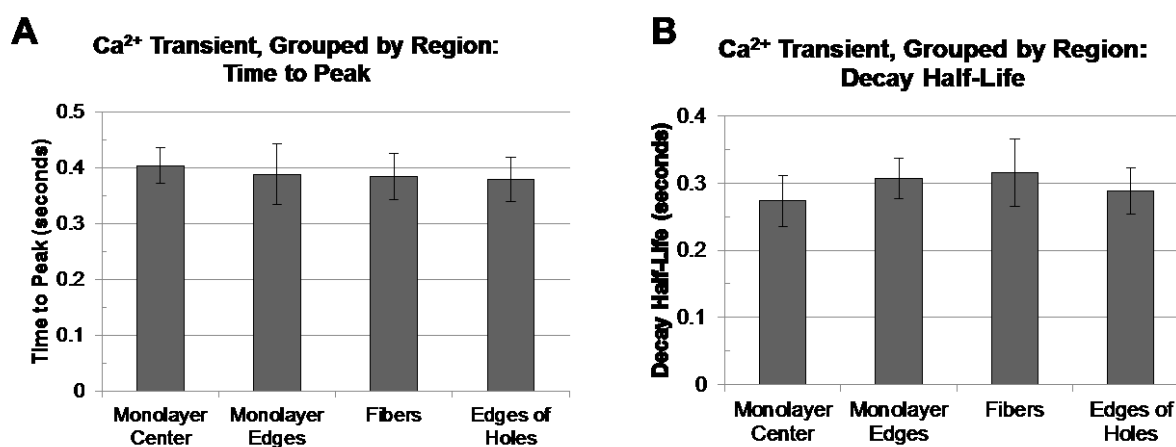 A
Ca²⁺ Transient, Grouped by Region:
Time to Peak
Time to Peak (seconds)
0.5
0.4
0.3
0.2
0.1
0
Monolayer Center
Monolayer Edges
Fibers
Edges of Holes
B
Ca²⁺ Transient, Grouped by Region:
Decay Half-Life
Decay Half-Life (seconds)
0.4
0.3
0.2
0.1
0
Monolayer Center
Monolayer Edges
Fibers
Edges of Holes